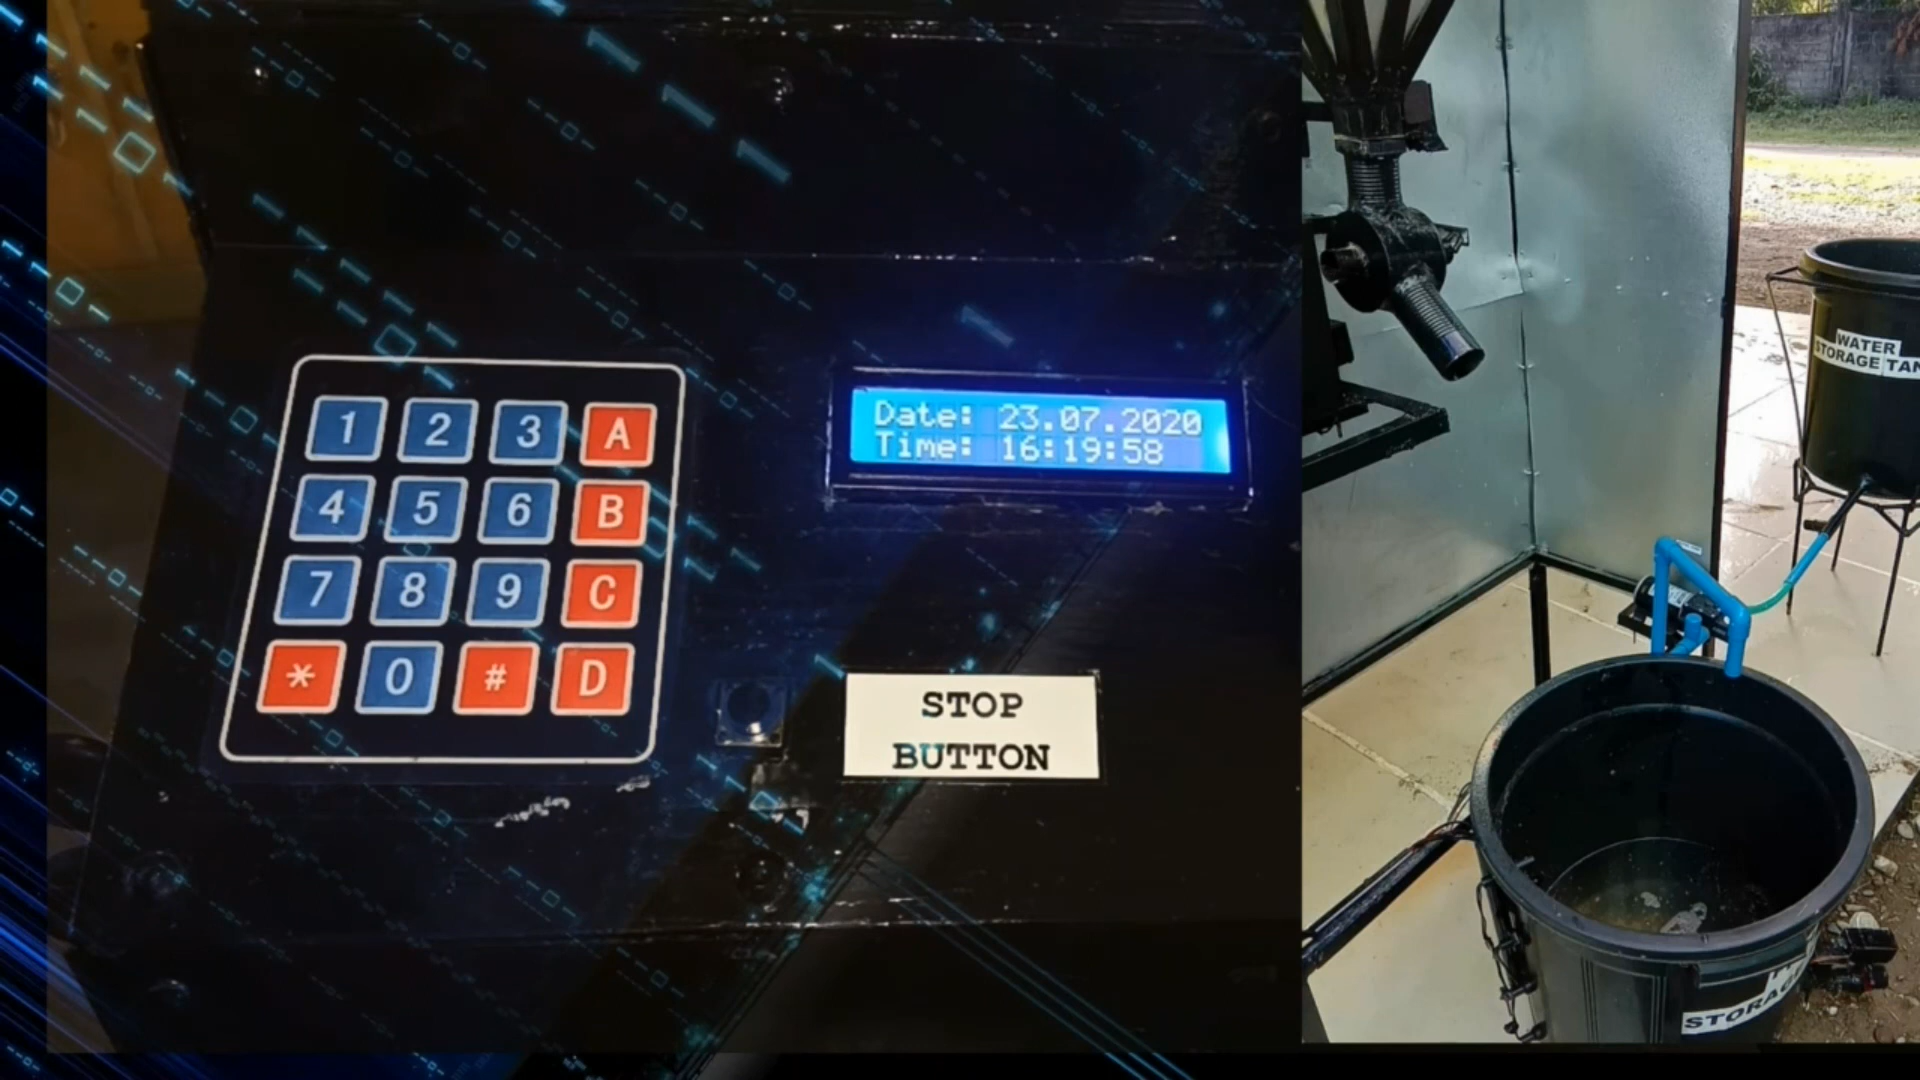 1 2 3 A
4 5 6 B
7 8 9 C
* 0 # D
Date: 23.07.2020
Time: 16:19:58
STOP
BUTTON
WATER
STORAGE TAN